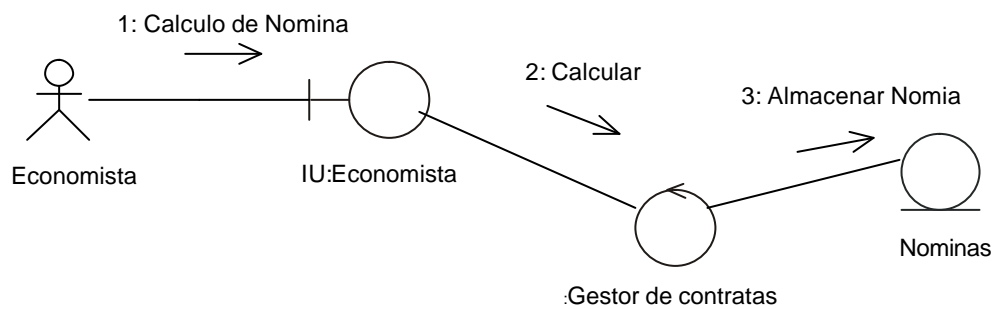 1: Calculo de Nomina
2: Calcular
3: Almacenar Nomia
Economista
IU:Economista
Nominas
:Gestor de contratas